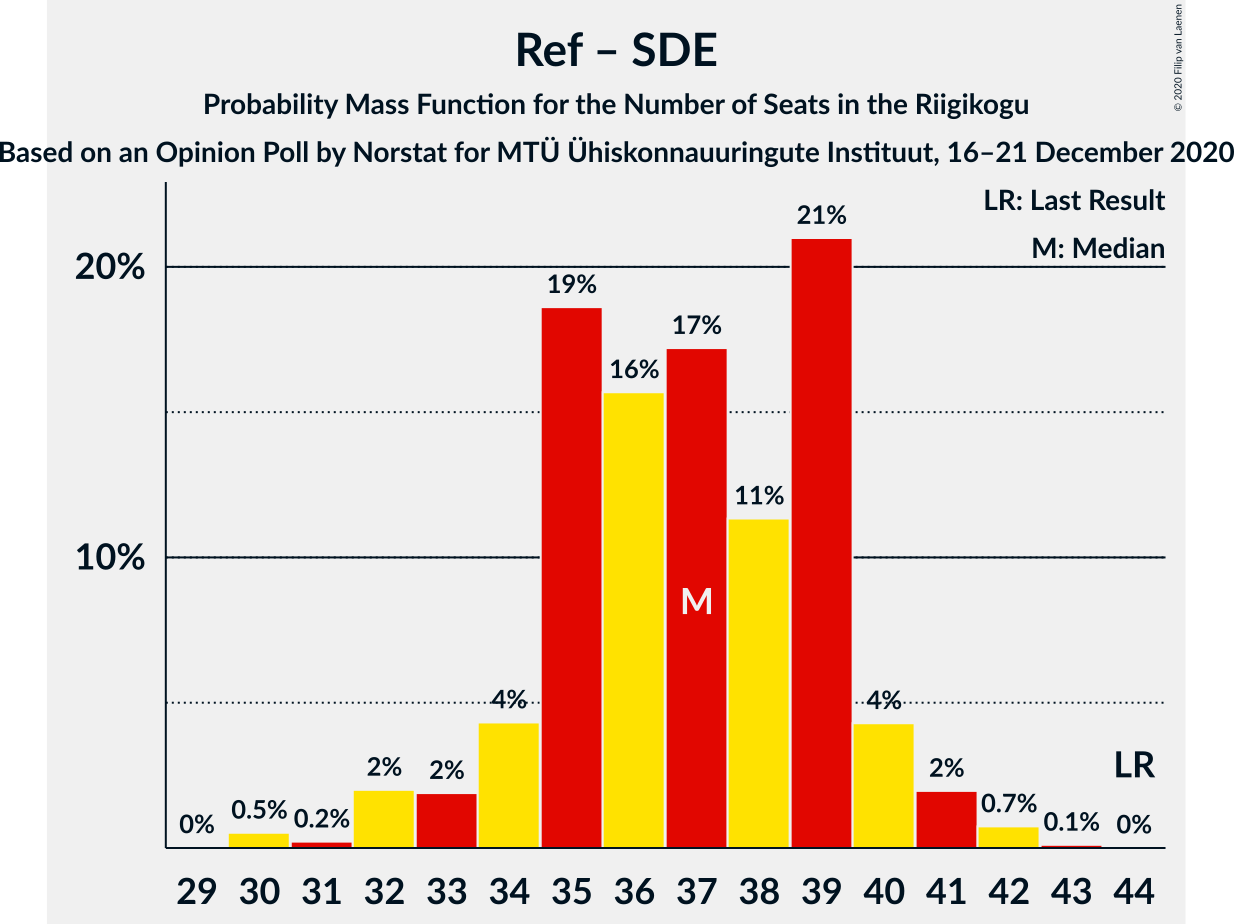 Ref – SDE
Probability Mass Function for the Number of Seats in the Riigikogu
Based on an Opinion Poll by Norstat for MTÜ Ühiskonnauuringute Instituut, 16–21 December 2020
© 2020 Filip van Laenen
LR: Last Result
M: Median
20%
10%
0%
0.5%
0.2%
2%
2%
4%
19%
16%
17%
11%
21%
4%
2%
0.7%
0.1%
0%
M
LR
29 30 31 32 33 34 35 36 37 38 39 40 41 42 43 44